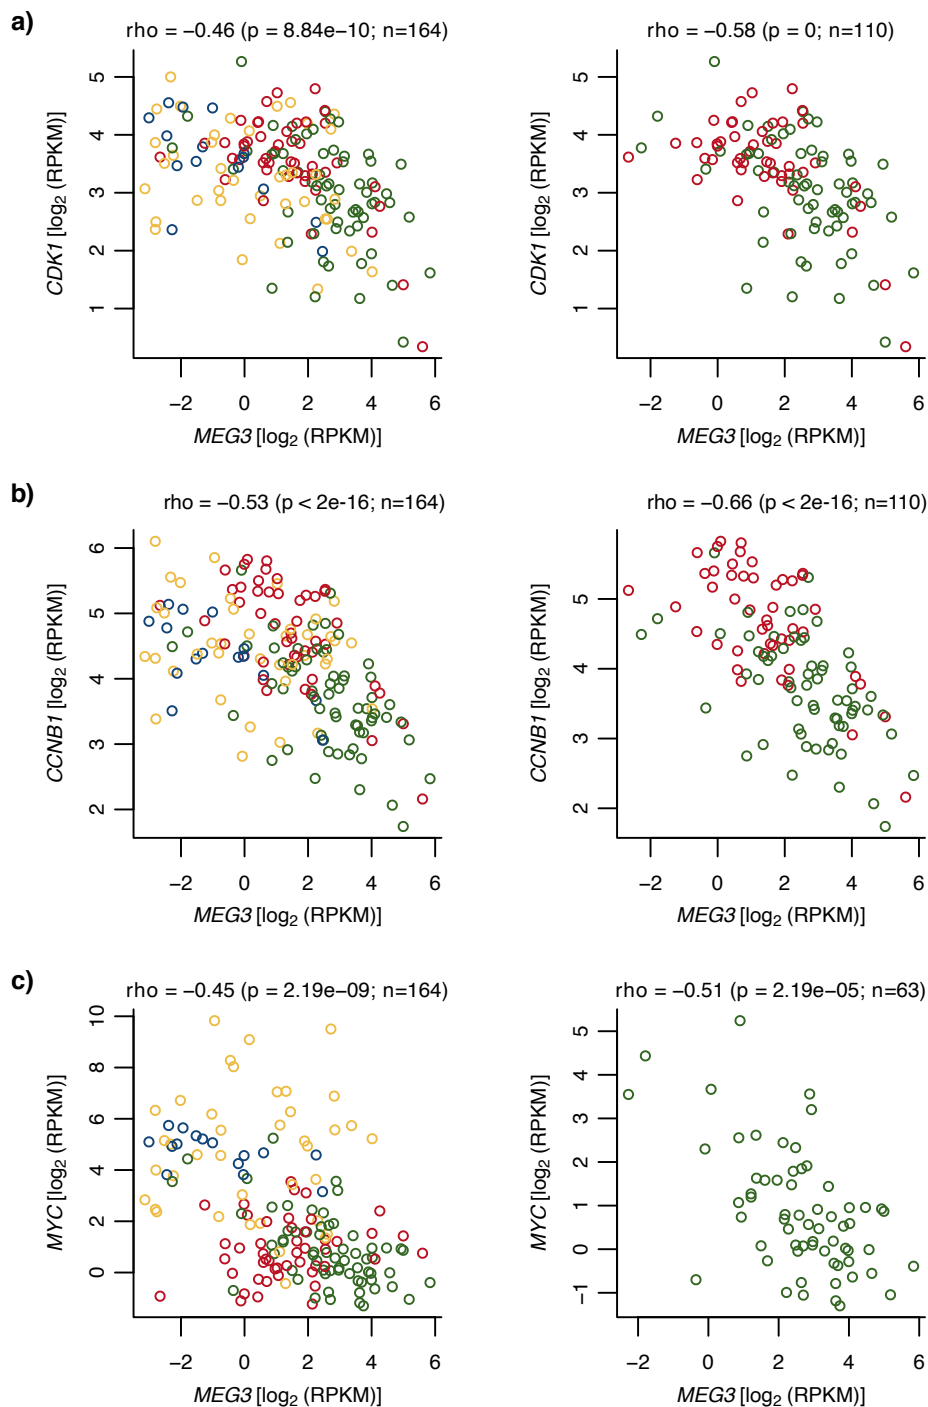 a)
rho = −0.46 (p = 8.84e−10; n=164)
rho = −0.58 (p = 0; n=110)
CDK1 [log2 (RPKM)]
5
4
3
2
1
−2 0 2 4 6
MEG3 [log2 (RPKM)]
CDK1 [log2 (RPKM)]
5
4
3
2
1
−2 0 2 4 6
MEG3 [log2 (RPKM)]
b)
rho = −0.53 (p < 2e-16; n=164)
rho = −0.66 (p < 2e-16; n=110)
CCNB1 [log2 (RPKM)]
6
5
4
3
2
−2 0 2 4 6
MEG3 [log2 (RPKM)]
CCNB1 [log2 (RPKM)]
5
4
3
2
−2 0 2 4 6
MEG3 [log2 (RPKM)]
c)
rho = −0.45 (p = 2.19e−09; n=164)
rho = −0.51 (p = 2.19e−05; n=63)
MYC [log2 (RPKM)]
10
8
6
4
2
0
−2 0 2 4 6
MEG3 [log2 (RPKM)]
MYC [log2 (RPKM)]
5
4
3
2
1
0
−1
−2 0 2 4 6
MEG3 [log2 (RPKM)]